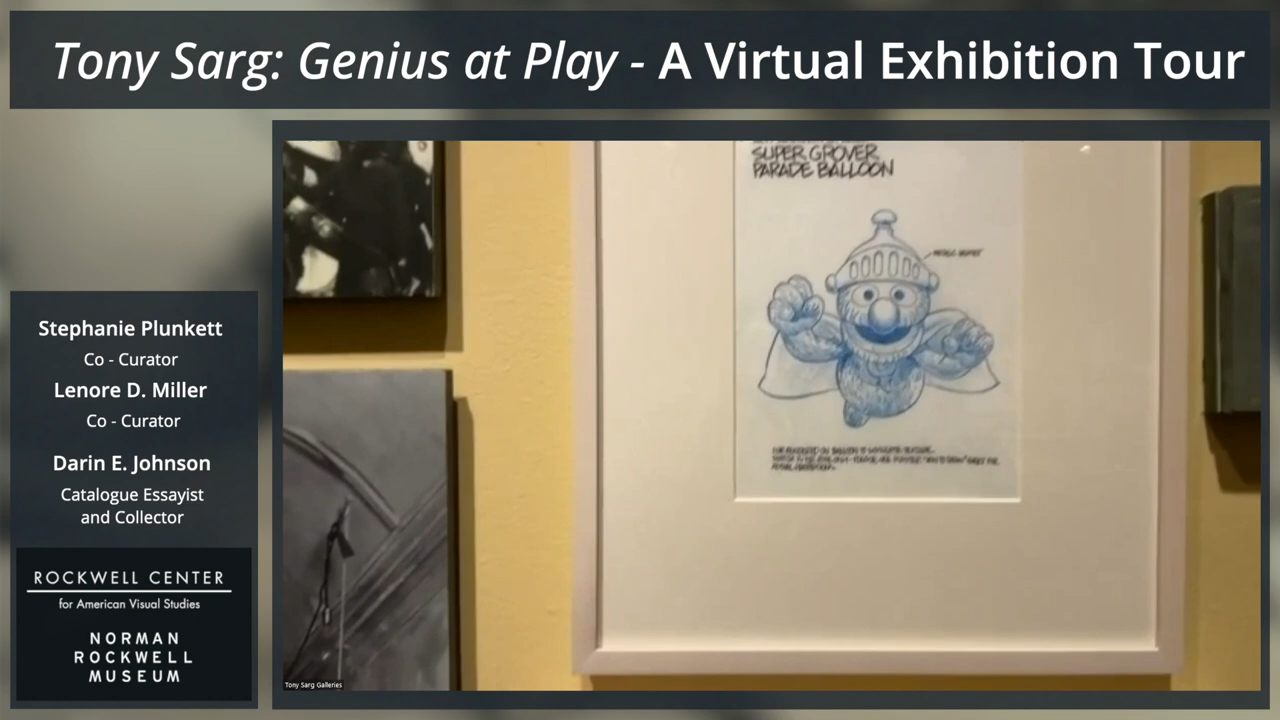 Tony Sarg: Genius at Play - A Virtual Exhibition Tour
Stephanie Plunkett
Co - Curator
Lenore D. Miller
Co - Curator
Darin E. Johnson
Catalogue Essayist
and Collector
ROCKWELL CENTER
for American Visual Studies
NORMAN
ROCKWELL
MUSEUM
SUPER GROVER
PARADE BALLOON
Tony Sarg Galleries